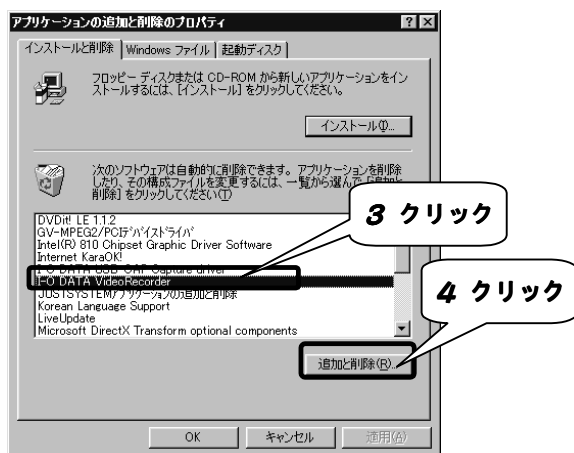 アプリケーションの追加と削除のプロパティ
インストールと削除
Windows ファイル
起動ディスク
フロッピー ディスクまたは CD-ROM から新しいアプリケーションをイン
ストールするには、[インストール] をクリックしてください。
インストール(I)...
次のソフトウェアは自動的に削除できます。アプリケーションを削除
したり、その構成ファイルを変更するには、一覧から選んで [追加と
削除] をクリックしてください(T)
3 クリック
DVDit! LE 1.1.2
GV-MPEG2/PCIデバイスドライバ
Intel(R) 810 Chipset Graphic Driver Software
Internet KaraOK!
I-O DATA USB CAP Capture driver
I-O DATA VideoRecorder
JUSTSYSTEMアプリケーションの追加と削除
Korean Language Support
LiveUpdate
Microsoft DirectX Transform optional components
4 クリック
追加と削除(R)...
OK
キャンセル
適用(A)